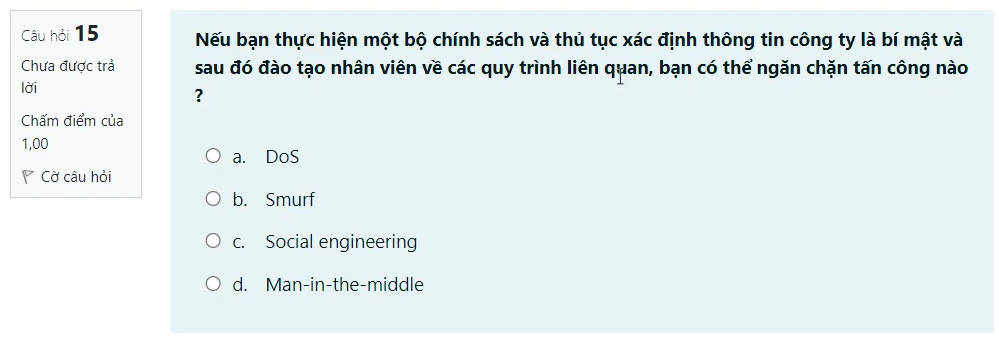 Câu hỏi 15
Chưa được trả
lời
Chấm điểm của
1,00
Cờ câu hỏi
Nếu bạn thực hiện một bộ chính sách và thủ tục xác định thông tin công ty là bí mật và
sau đó đào tạo nhân viên về các quy trình liên quan, bạn có thể ngăn chặn tấn công nào
?
a. DoS
b. Smurf
c. Social engineering
d. Man-in-the-middle